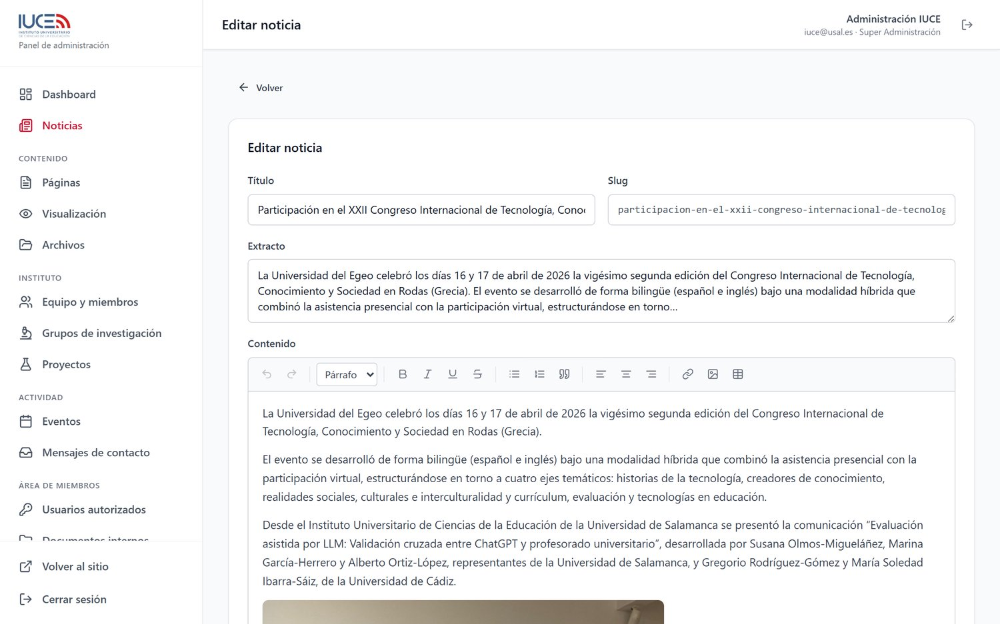 IUCE
INSTITUTO UNIVERSITARIO
DE CIENCIAS DE LA EDUCACIÓN
Panel de administración
Dashboard
Noticias
CONTENIDO
Páginas
Visualización
Archivos
INSTITUTO
Equipo y miembros
Grupos de investigación
Proyectos
ACTIVIDAD
Eventos
Mensajes de contacto
ÁREA DE MIEMBROS
Usuarios autorizados
Documentos internos
Volver al sitio
Cerrar sesión
Editar noticia
Administración IUCE
iuce@usal.es · Super Administración
Volver
Editar noticia
Título
Participación en el XXII Congreso Internacional de Tecnología, Conoc
Slug
participacion-en-el-xxii-congreso-internacional-de-tecnolog
Extracto
La Universidad del Egeo celebró los días 16 y 17 de abril de 2026 la vigésimo segunda edición del Congreso Internacional de Tecnología,
Conocimiento y Sociedad en Rodas (Grecia). El evento se desarrolló de forma bilingüe (español e inglés) bajo una modalidad híbrida que
combinó la asistencia presencial con la participación virtual, estructurándose en torno...
Contenido
Párrafo
La Universidad del Egeo celebró los días 16 y 17 de abril de 2026 la vigésimo segunda edición del Congreso Internacional de
Tecnología, Conocimiento y Sociedad en Rodas (Grecia).
El evento se desarrolló de forma bilingüe (español e inglés) bajo una modalidad híbrida que combinó la asistencia presencial con la
participación virtual, estructurándose en torno a cuatro ejes temáticos: historias de la tecnología, creadores de conocimiento,
realidades sociales, culturales e interculturalidad y currículum, evaluación y tecnologías en educación.
Desde el Instituto Universitario de Ciencias de la Educación de la Universidad de Salamanca se presentó la comunicación “Evaluación
asistida por LLM: Validación cruzada entre ChatGPT y profesorado universitario”, desarrollada por Susana Olmos-Migueláñez, Marina
García-Herrero y Alberto Ortiz-López, representantes de la Universidad de Salamanca, y Gregorio Rodríguez-Gómez y María Soledad
Ibarra-Sáiz, de la Universidad de Cádiz.